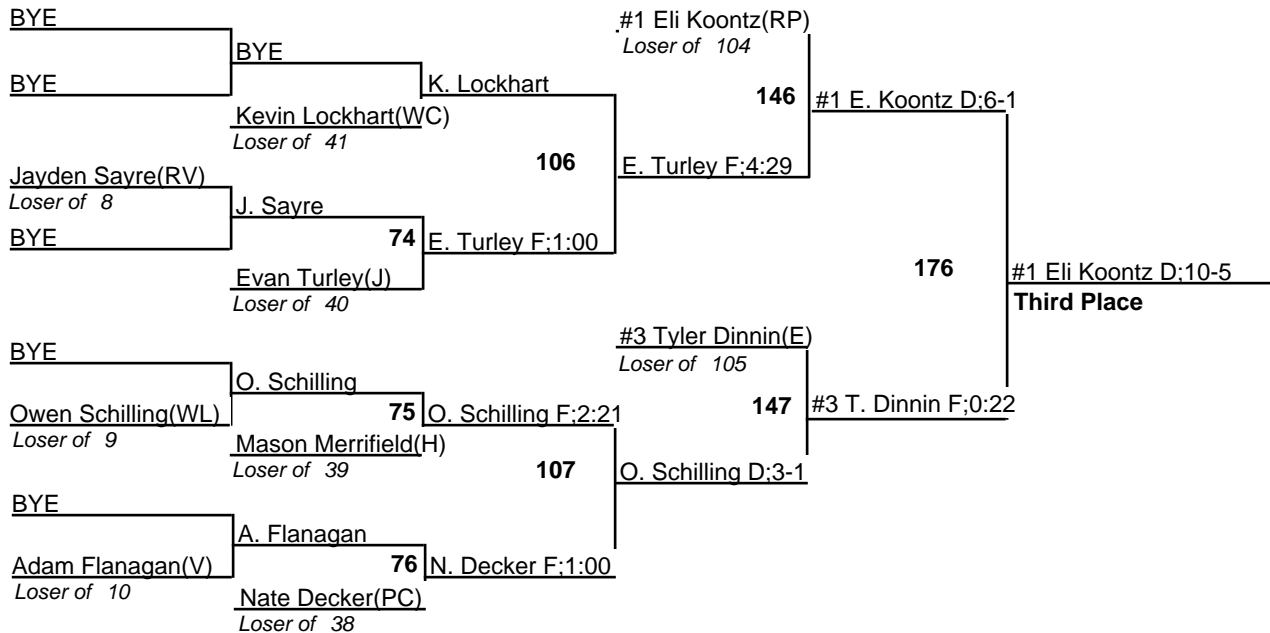 BYE
#1 Eli Koontz(RP)
Loser of 104
BYE
BYE
K. Lockhart
146
#1 E. Koontz D;6-1
Kevin Lockhart(WC)
Loser of 41
106
E. Turley F;4:29
Jayden Sayre(RV)
Loser of 8
J. Sayre
BYE
74
E. Turley F;1:00
Evan Turley(J)
Loser of 40
176
#1 Eli Koontz D;10-5
Third Place
#3 Tyler Dinnin(E)
Loser of 105
BYE
O. Schilling
Owen Schilling(WL)
Loser of 9
75
O. Schilling F;2:21
147
#3 T. Dinnin F;0:22
Mason Merrifield(H)
Loser of 39
107
O. Schilling D;3-1
BYE
A. Flanagan
Adam Flanagan(V)
Loser of 10
76
N. Decker F;1:00
Nate Decker(PC)
Loser of 38